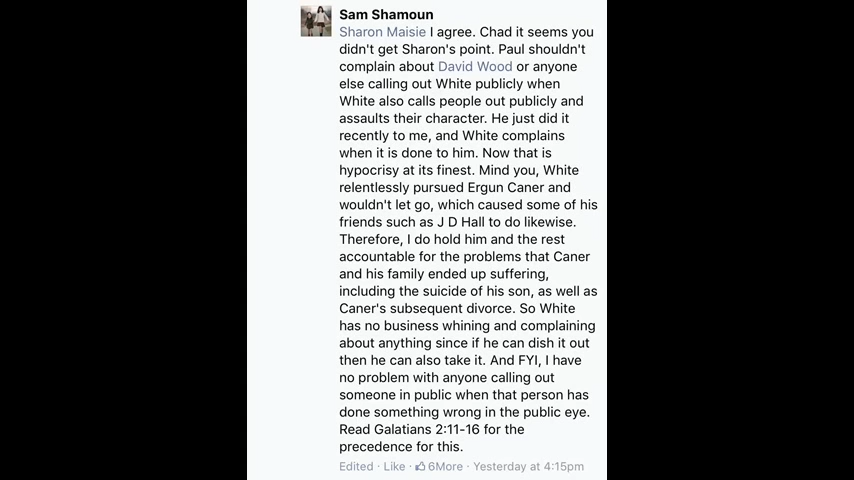 Sam Shamoun
Sharon Maisie I agree. Chad it seems you
didn't get Sharon's point. Paul shouldn't
complain about David Wood or anyone
else calling out White publicly when
White also calls people out publicly and
assaults their character. He just did it
recently to me, and White complains
when it is done to him. Now that is
hypocrisy at its finest. Mind you, White
relentlessly pursued Ergun Caner and
wouldn't let go, which caused some of his
friends such as J D Hall to do likewise.
Therefore, I do hold him and the rest
accountable for the problems that Caner
and his family ended up suffering,
including the suicide of his son, as well as
Caner's subsequent divorce. So White
has no business whining and complaining
about anything since if he can dish it out
then he can also take it. And FYI, I have
no problem with anyone calling out
someone in public when that person has
done something wrong in the public eye.
Read Galatians 2:11-16 for the
precedence for this.
Edited · Like · 6More · Yesterday at 4:15pm